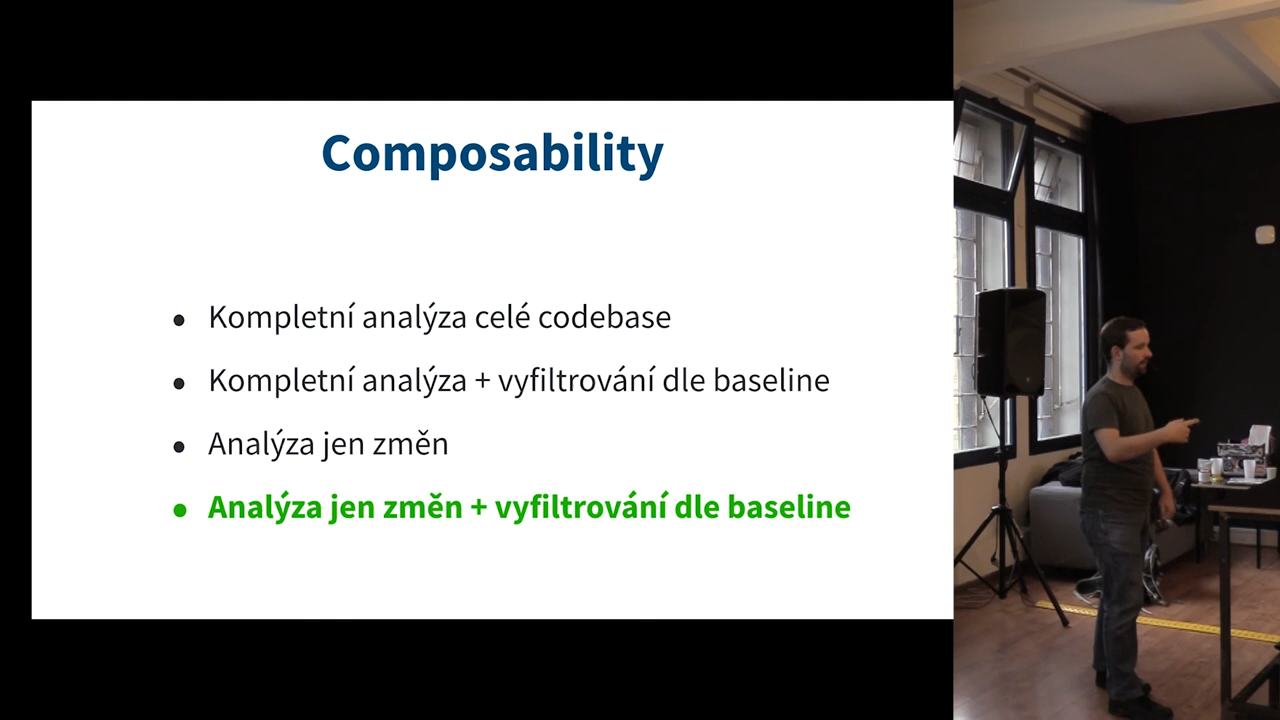 Composability
• Kompletní analýza celé codebase
• Kompletní analýza + vyfiltrování dle baseline
• Analýza jen změn
• Analýza jen změn + vyfiltrování dle baseline